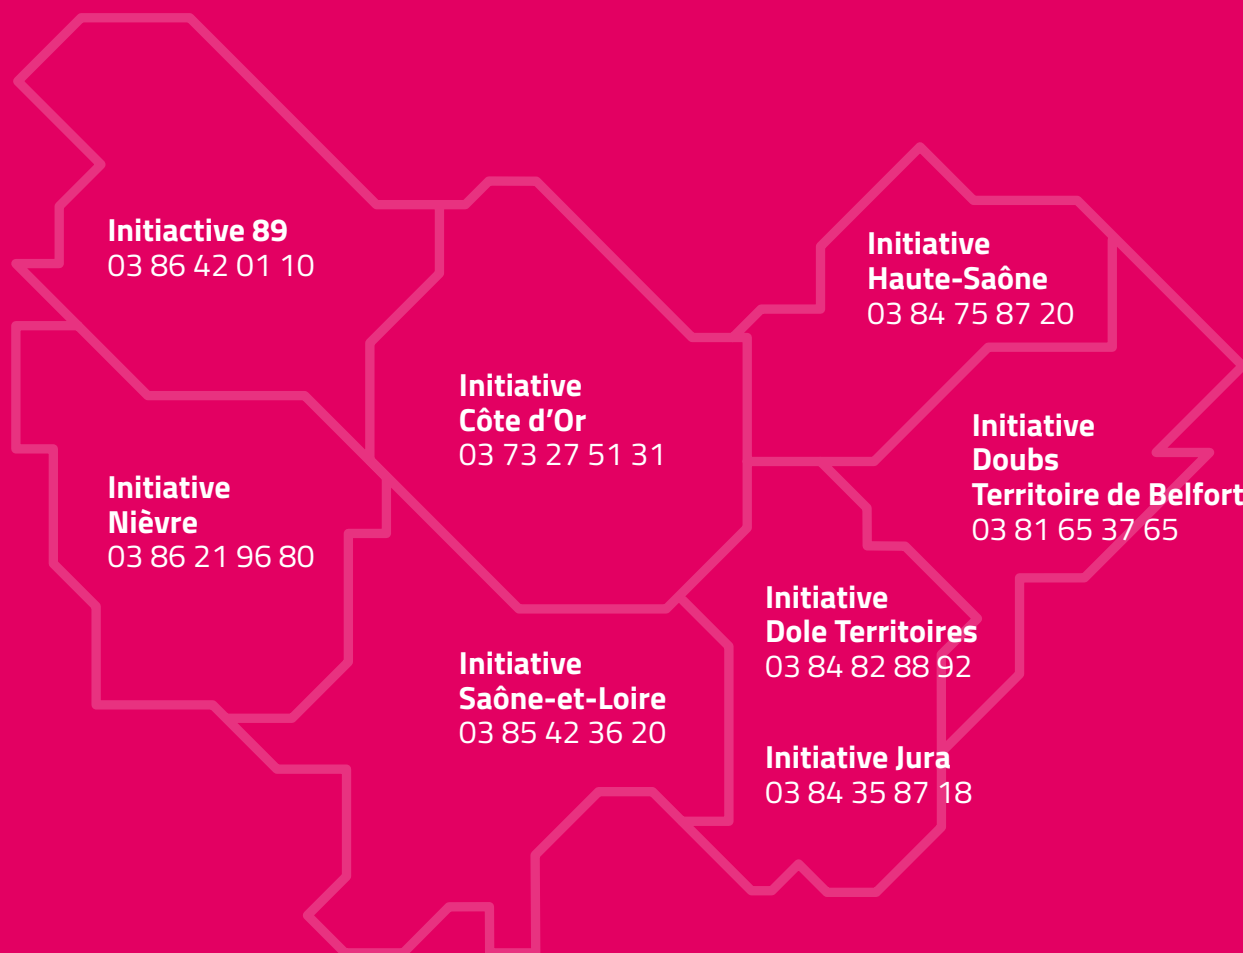 Initiactive 89
03 86 42 01 10
Initiative
Haute-Saône
03 84 75 87 20
Initiative
Côte d’Or
03 73 27 51 31
Initiative
Doubs
Territoire de Belfort
03 81 65 37 65
Initiative
Nièvre
03 86 21 96 80
Initiative
Dole Territoires
03 84 82 88 92
Initiative
Saône-et-Loire
03 85 42 36 20
Initiative Jura
03 84 35 87 18